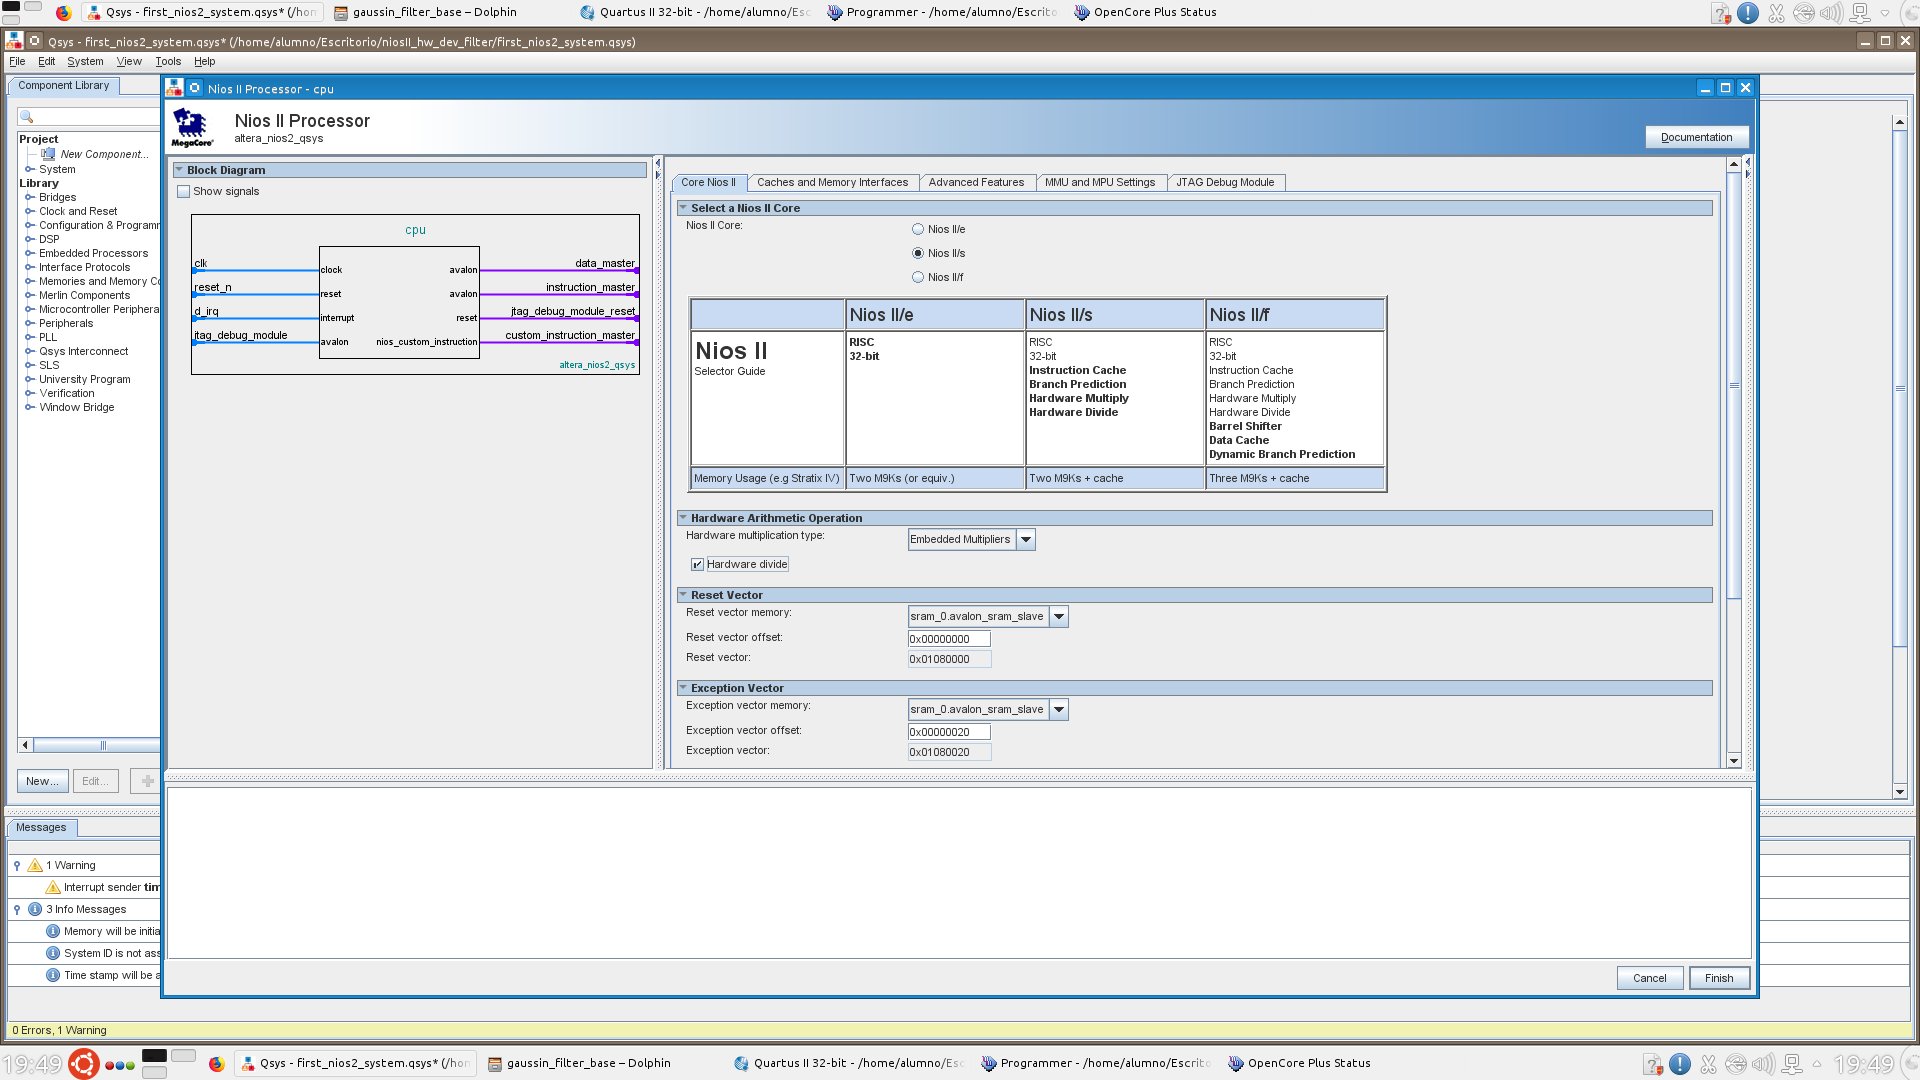 Qsys - first_nios2_system.qsys* (/hom
gaussin_filter_base – Dolphin
Quartus II 32-bit - /home/alumno/Esc
Programmer - /home/alumno/Escrito
OpenCore Plus Status
Qsys - first_nios2_system.qsys* (/home/alumno/Escritorio/niosII_hw_dev_filter/first_nios2_system.qsys)
File Edit System View Tools Help
Component Library
Project
New Component...
System
Library
Bridges
Clock and Reset
Configuration & Programm
DSP
Embedded Processors
Interface Protocols
Memories and Memory Co
Merlin Components
Microcontroller Periphera
Peripherals
PLL
Qsys Interconnect
SLS
University Program
Verification
Window Bridge
New... Edit...
Messages
1 Warning
Interrupt sender tim
3 Info Messages
Memory will be initia
System ID is not ass
Time stamp will be a
0 Errors, 1 Warning
Nios II Processor - cpu
MegaCore
Nios II Processor
altera_nios2_qsys
Documentation
Block Diagram
Show signals
cpu
clk
clock
avalon
data_master
reset_n
reset
avalon
instruction_master
d_irq
interrupt
reset
jtag_debug_module_reset
jtag_debug_module
avalon
nios_custom_instruction
custom_instruction_master
altera_nios2_qsys
Core Nios II
Caches and Memory Interfaces
Advanced Features
MMU and MPU Settings
JTAG Debug Module
Select a Nios II Core
Nios II Core:
Nios II/e
Nios II/s
Nios II/f
Nios II/e Nios II/s Nios II/f
Nios II
Selector Guide
RISC
32-bit
RISC
32-bit
Instruction Cache
Branch Prediction
Hardware Multiply
Hardware Divide
RISC
32-bit
Instruction Cache
Branch Prediction
Hardware Multiply
Hardware Divide
Barrel Shifter
Data Cache
Dynamic Branch Prediction
Memory Usage (e.g Stratix IV) Two M9Ks (or equiv.) Two M9Ks + cache Three M9Ks + cache
Hardware Arithmetic Operation
Hardware multiplication type: Embedded Multipliers
Hardware divide
Reset Vector
Reset vector memory: sram_0.avalon_sram_slave
Reset vector offset: 0x00000000
Reset vector: 0x01080000
Exception Vector
Exception vector memory: sram_0.avalon_sram_slave
Exception vector offset: 0x00000020
Exception vector: 0x01080020
Cancel Finish
19:49
Qsys - first_nios2_system.qsys* (/hom
gaussin_filter_base – Dolphin
Quartus II 32-bit - /home/alumno/Esc
Programmer - /home/alumno/Escrito
OpenCore Plus Status
19:49